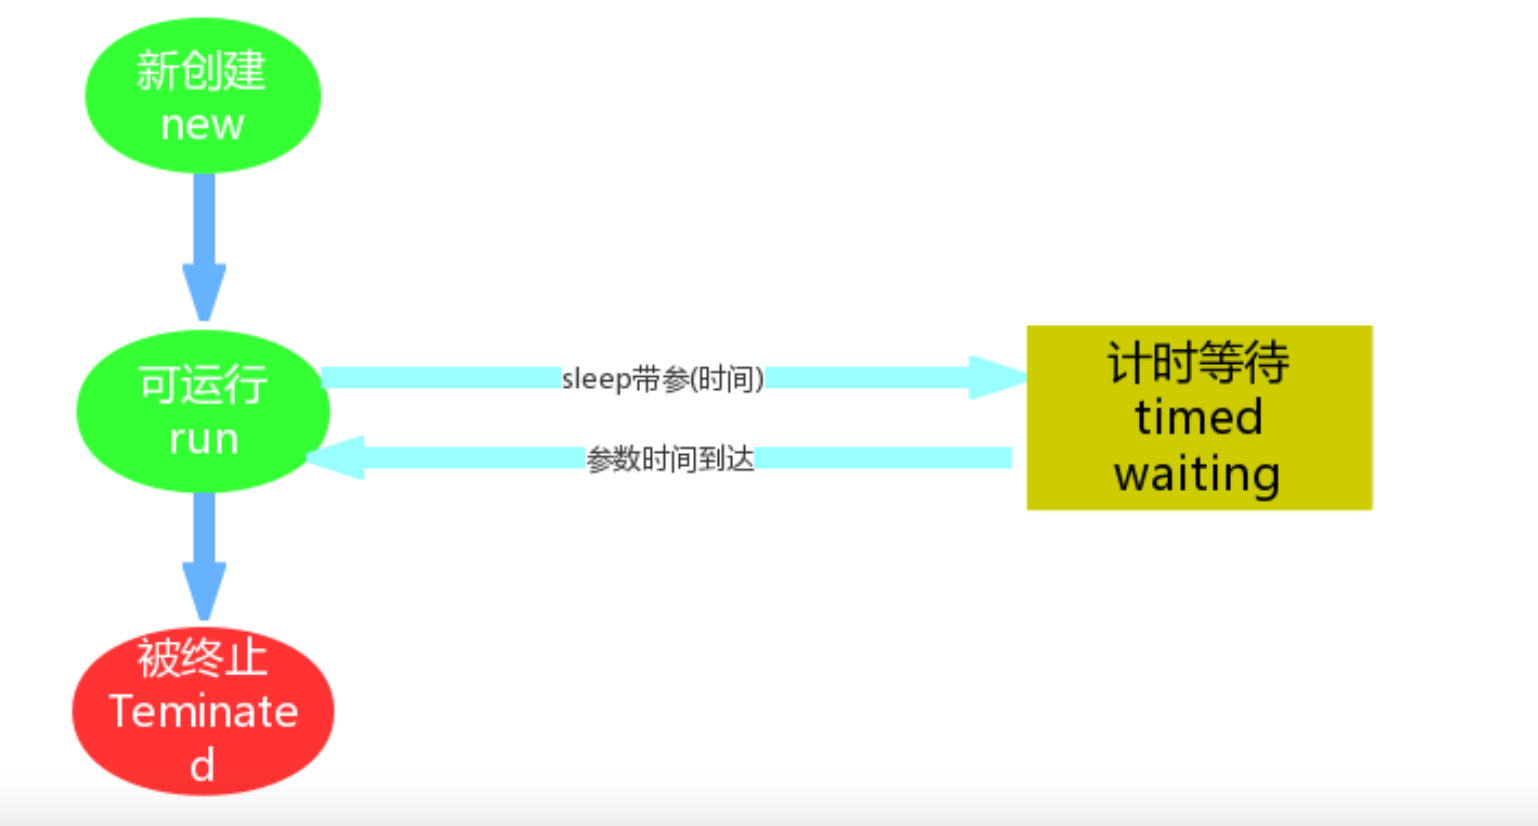 新创建
new
可运行
run
sleep带参(时间)
参数时间到达
计时等待
timed
waiting
被终止
Teminate
d